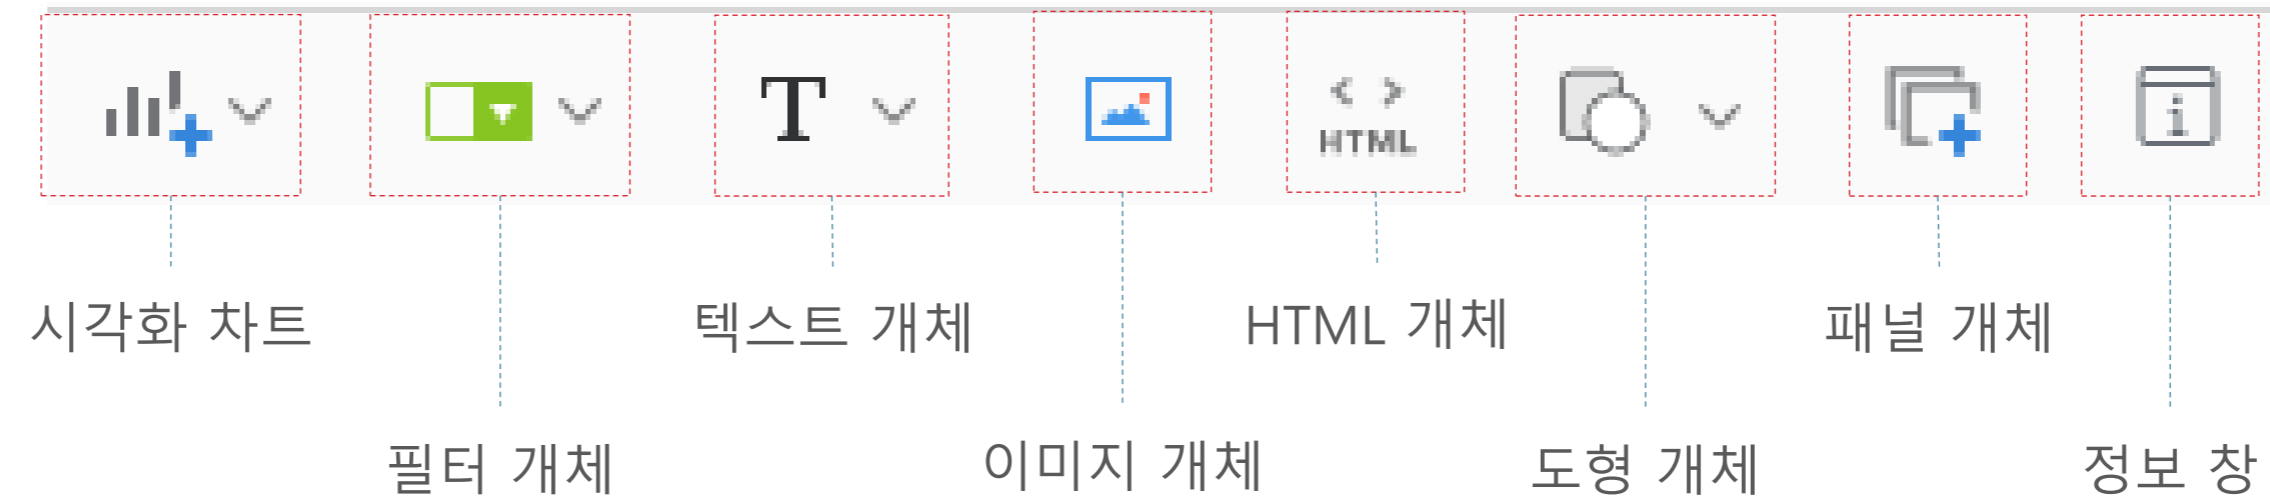 T
HTML
i
시각화 차트
텍스트 개체
HTML 개체
패널 개체
필터 개체
이미지 개체
도형 개체
정보 창